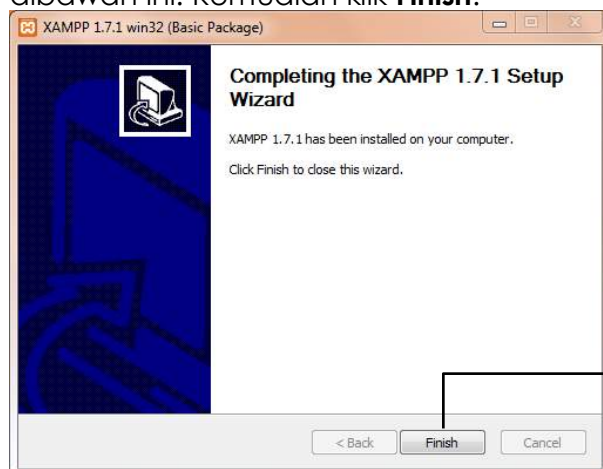 dibawah ini. Kemudian klik Finish.
XAMPP 1.7.1 win32 (Basic Package)
Completing the XAMPP 1.7.1 Setup
Wizard
XAMPP 1.7.1 has been installed on your computer.
Click Finish to close this wizard.
< Back
Finish
Cancel